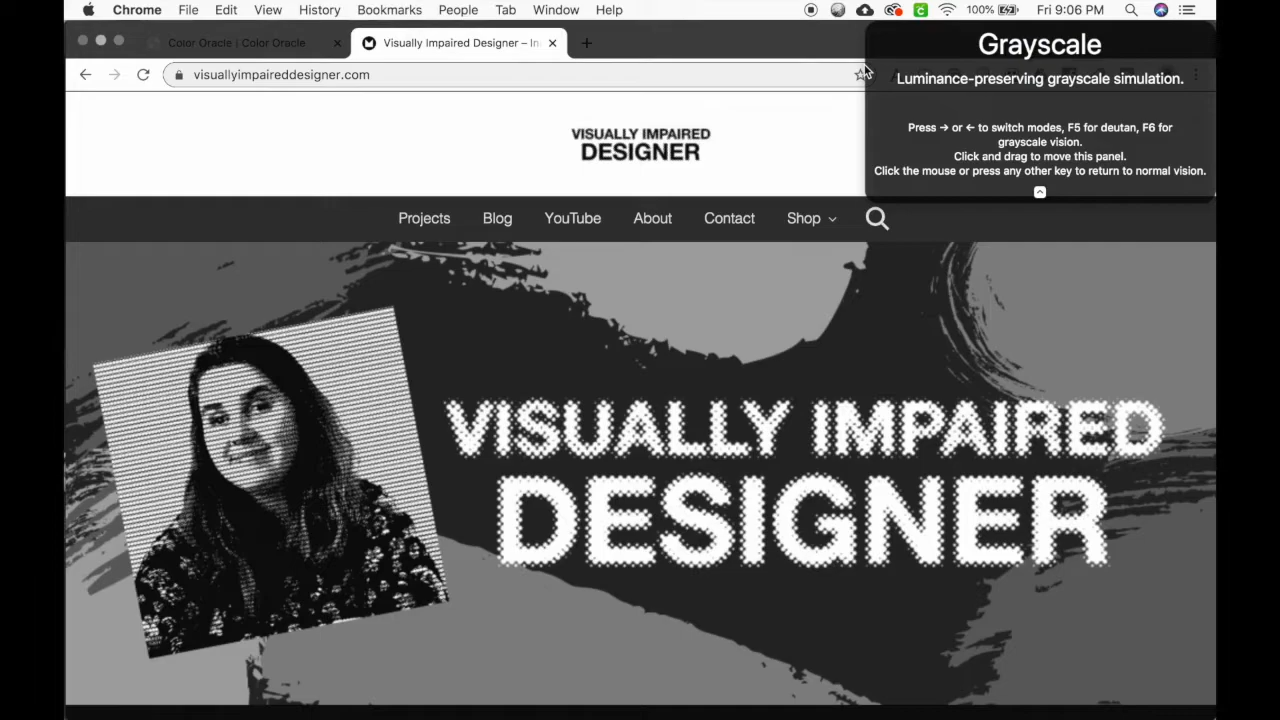 Chrome File Edit View History Bookmarks People Tab Window Help 100% Fri 9:06 PM
Color Oracle | Color Oracle
Visually Impaired Designer – In
visuallyimpaireddesigner.com
Grayscale
Luminance-preserving grayscale simulation.
Press → or ← to switch modes, F5 for deutan, F6 for
grayscale vision.
Click and drag to move this panel.
Click the mouse or press any other key to return to normal vision.
VISUALLY IMPAIRED
DESIGNER
Projects Blog YouTube About Contact Shop
VISUALLY IMPAIRED
DESIGNER